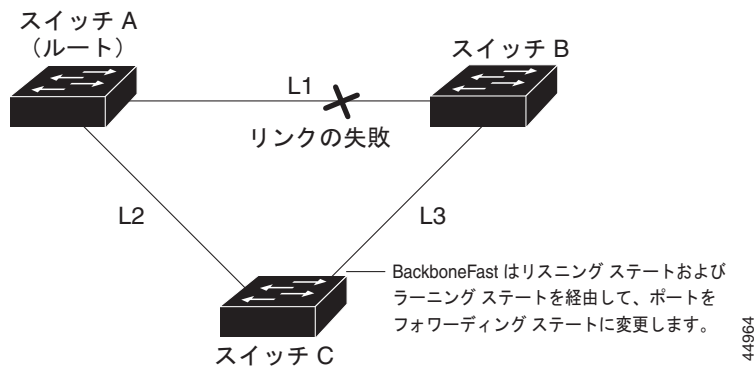 スイッチ A
（ルート）
スイッチ B
L1
リンクの失敗
L2
L3
BackboneFast はリスニング ステートおよび
ラーニング ステートを経由して、ポートを
フォワーディング ステートに変更します。
スイッチ C
44964